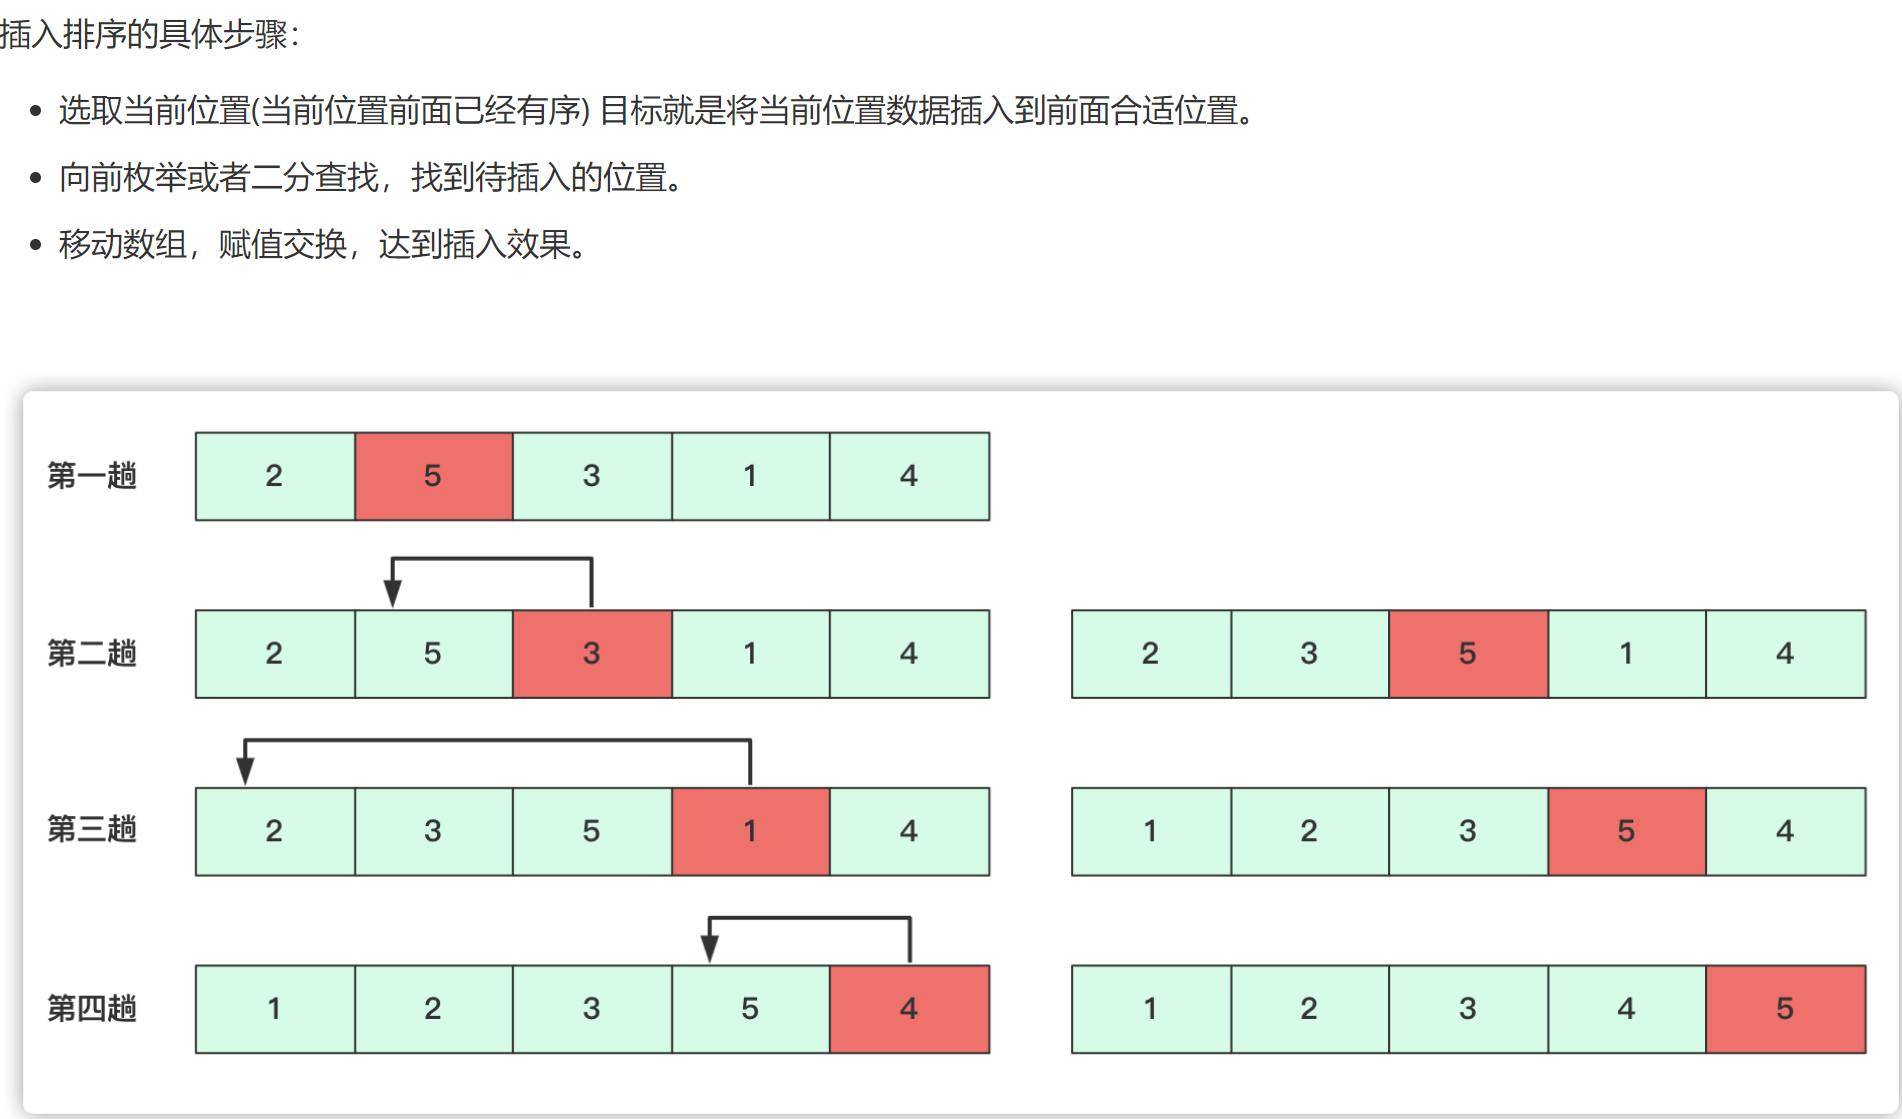 插入排序的具体步骤：
选取当前位置(当前位置前面已经有序) 目标就是将当前位置数据插入到前面合适位置。
向前枚举或者二分查找，找到待插入的位置。
移动数组，赋值交换，达到插入效果。
第一趟 2 5 3 1 4
第二趟 2 5 3 1 4 2 3 5 1 4
第三趟 2 3 5 1 4 1 2 3 5 4
第四趟 1 2 3 5 4 1 2 3 4 5